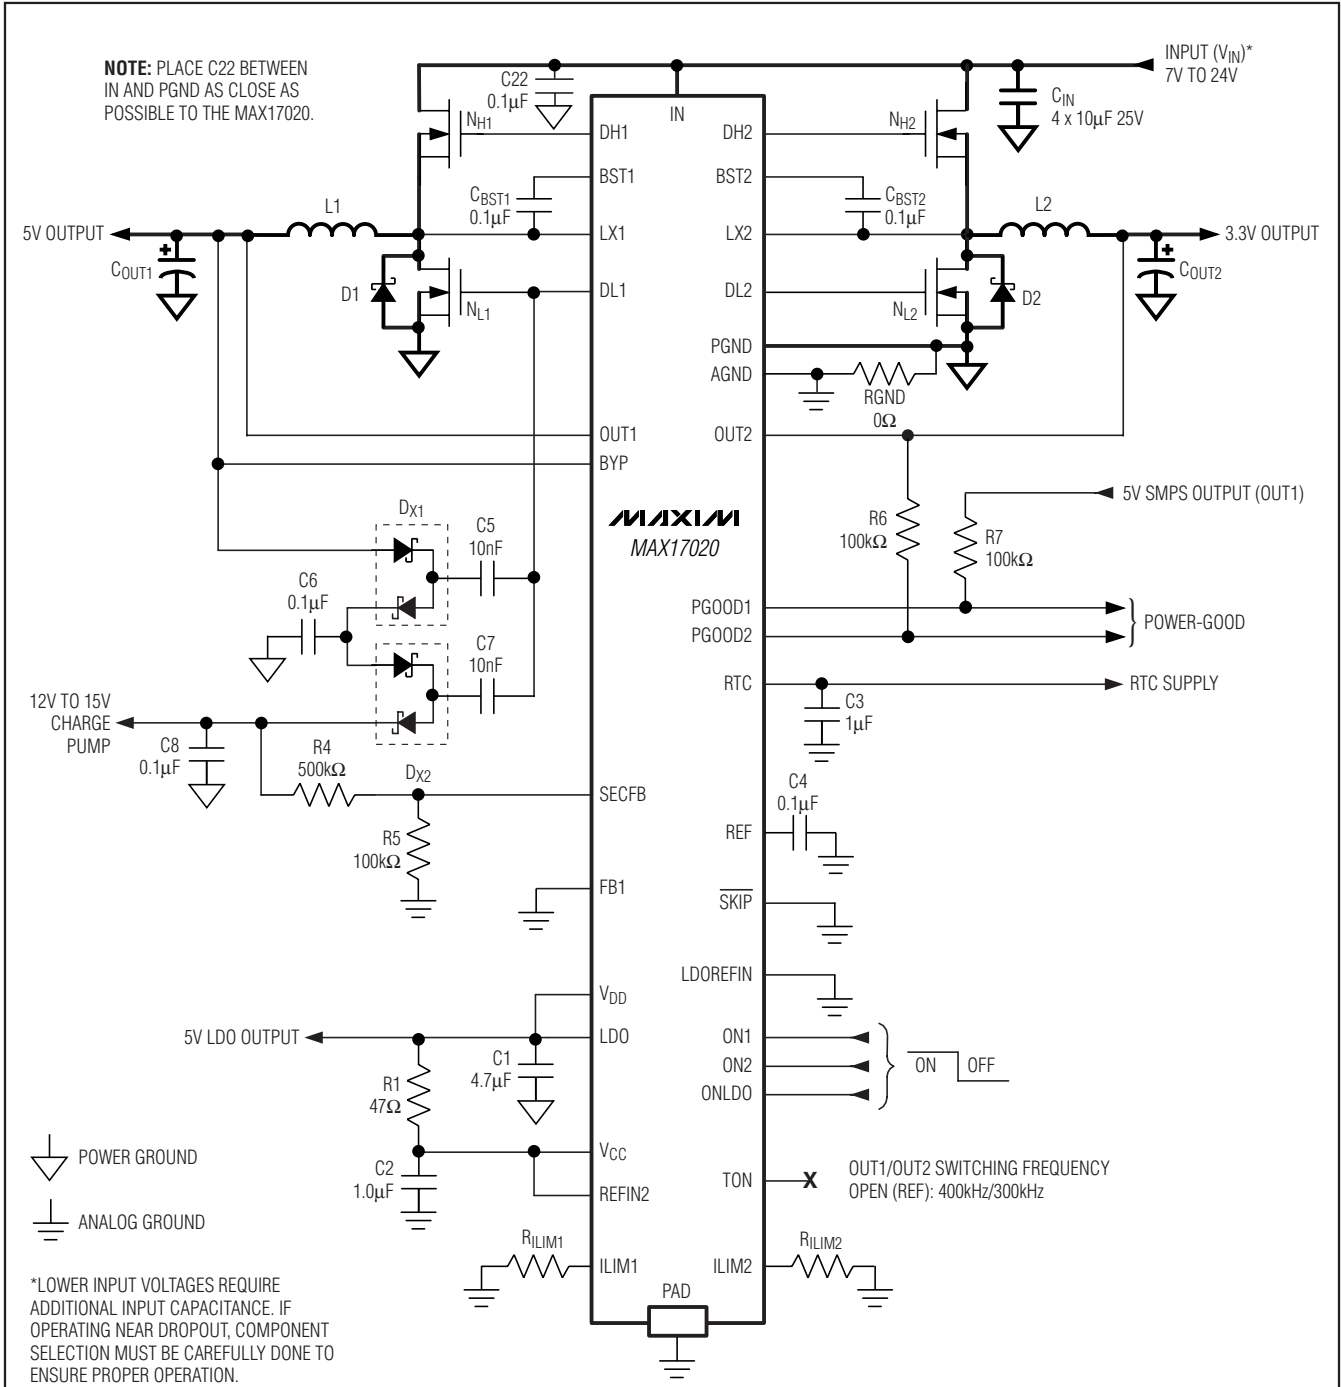 NOTE: PLACE C22 BETWEEN
IN AND PGND AS CLOSE AS
POSSIBLE TO THE MAX17020.
C22
0.1µF
INPUT (VIN)*
7V TO 24V
CIN
4 x 10µF 25V
IN
NH1
DH1
DH2
NH2
BST1
BST2
CBST1
0.1µF
CBST2
0.1µF
L1
L2
5V OUTPUT
LX1
LX2
3.3V OUTPUT
+
COUT1
+
COUT2
D1
NL1
DL1
DL2
NL2
D2
PGND
AGND
RGND
0Ω
OUT1
OUT2
BYP
MAXIM
MAX17020
5V SMPS OUTPUT (OUT1)
DX1
C5
10nF
R6
100kΩ
R7
100kΩ
C6
0.1µF
PGOOD1
PGOOD2
POWER-GOOD
C7
10nF
RTC
RTC SUPPLY
C3
1µF
12V TO 15V
CHARGE
PUMP
C8
0.1µF
R4
500kΩ
DX2
SECFB
C4
0.1µF
REF
R5
100kΩ
FB1
SKIP
LDOREFIN
VDD
5V LDO OUTPUT
LDO
ON1
ON2
ONLDO
ON
OFF
C1
4.7µF
R1
47Ω
VCC
C2
1.0µF
REFIN2
TON
X
OUT1/OUT2 SWITCHING FREQUENCY
OPEN (REF): 400kHz/300kHz
POWER GROUND
ANALOG GROUND
RILIM1
ILIM1
ILIM2
RILIM2
PAD
*LOWER INPUT VOLTAGES REQUIRE
ADDITIONAL INPUT CAPACITANCE. IF
OPERATING NEAR DROPOUT, COMPONENT
SELECTION MUST BE CAREFULLY DONE TO
ENSURE PROPER OPERATION.